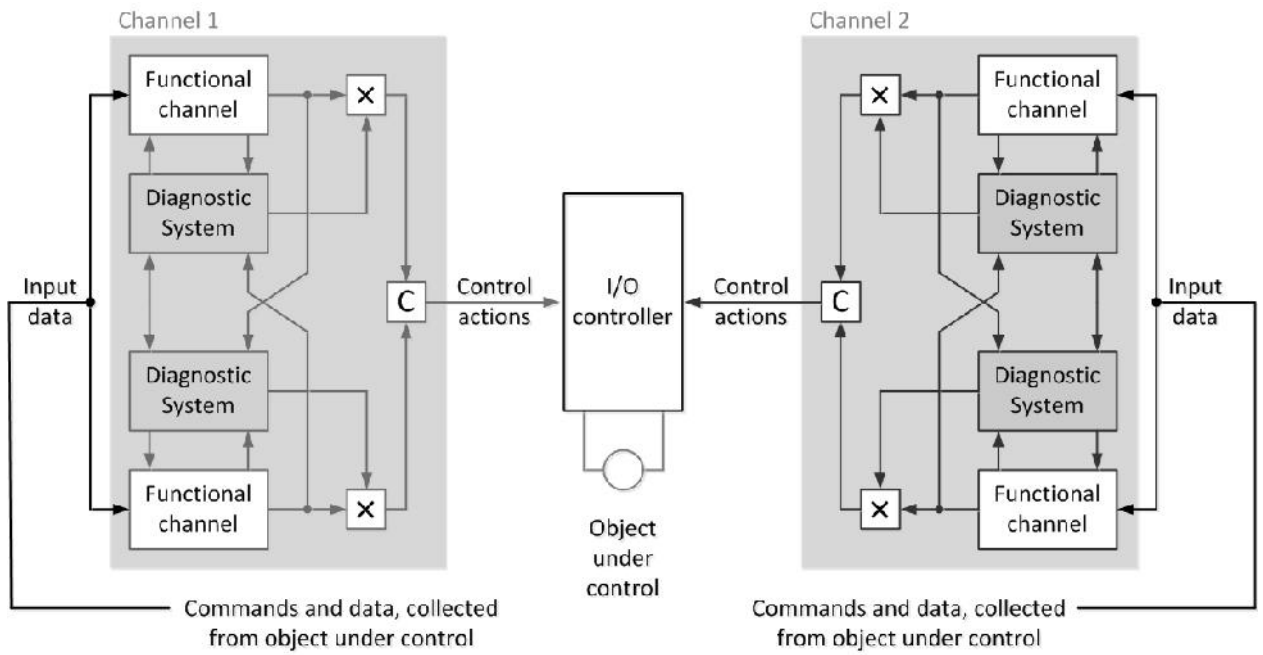 Channel 1
Channel 2
Functional
channel
×
Diagnostic
System
Input
data
C
Control
actions
Diagnostic
System
Functional
channel
×
I/O
controller
Object
under
control
×
Functional
channel
Diagnostic
System
Control
actions
C
Input
data
Diagnostic
System
×
Functional
channel
Commands and data, collected
from object under control
Commands and data, collected
from object under control